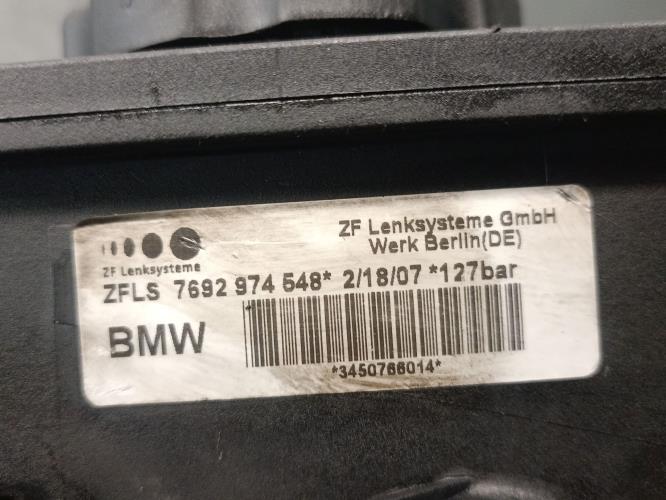 ZF Lenksysteme GmbH
Werk Berlin(DE)
ZF Lenksysteme
ZFLS 7692 974 548* 2/18/07 *127bar
BMW
*3450766014*